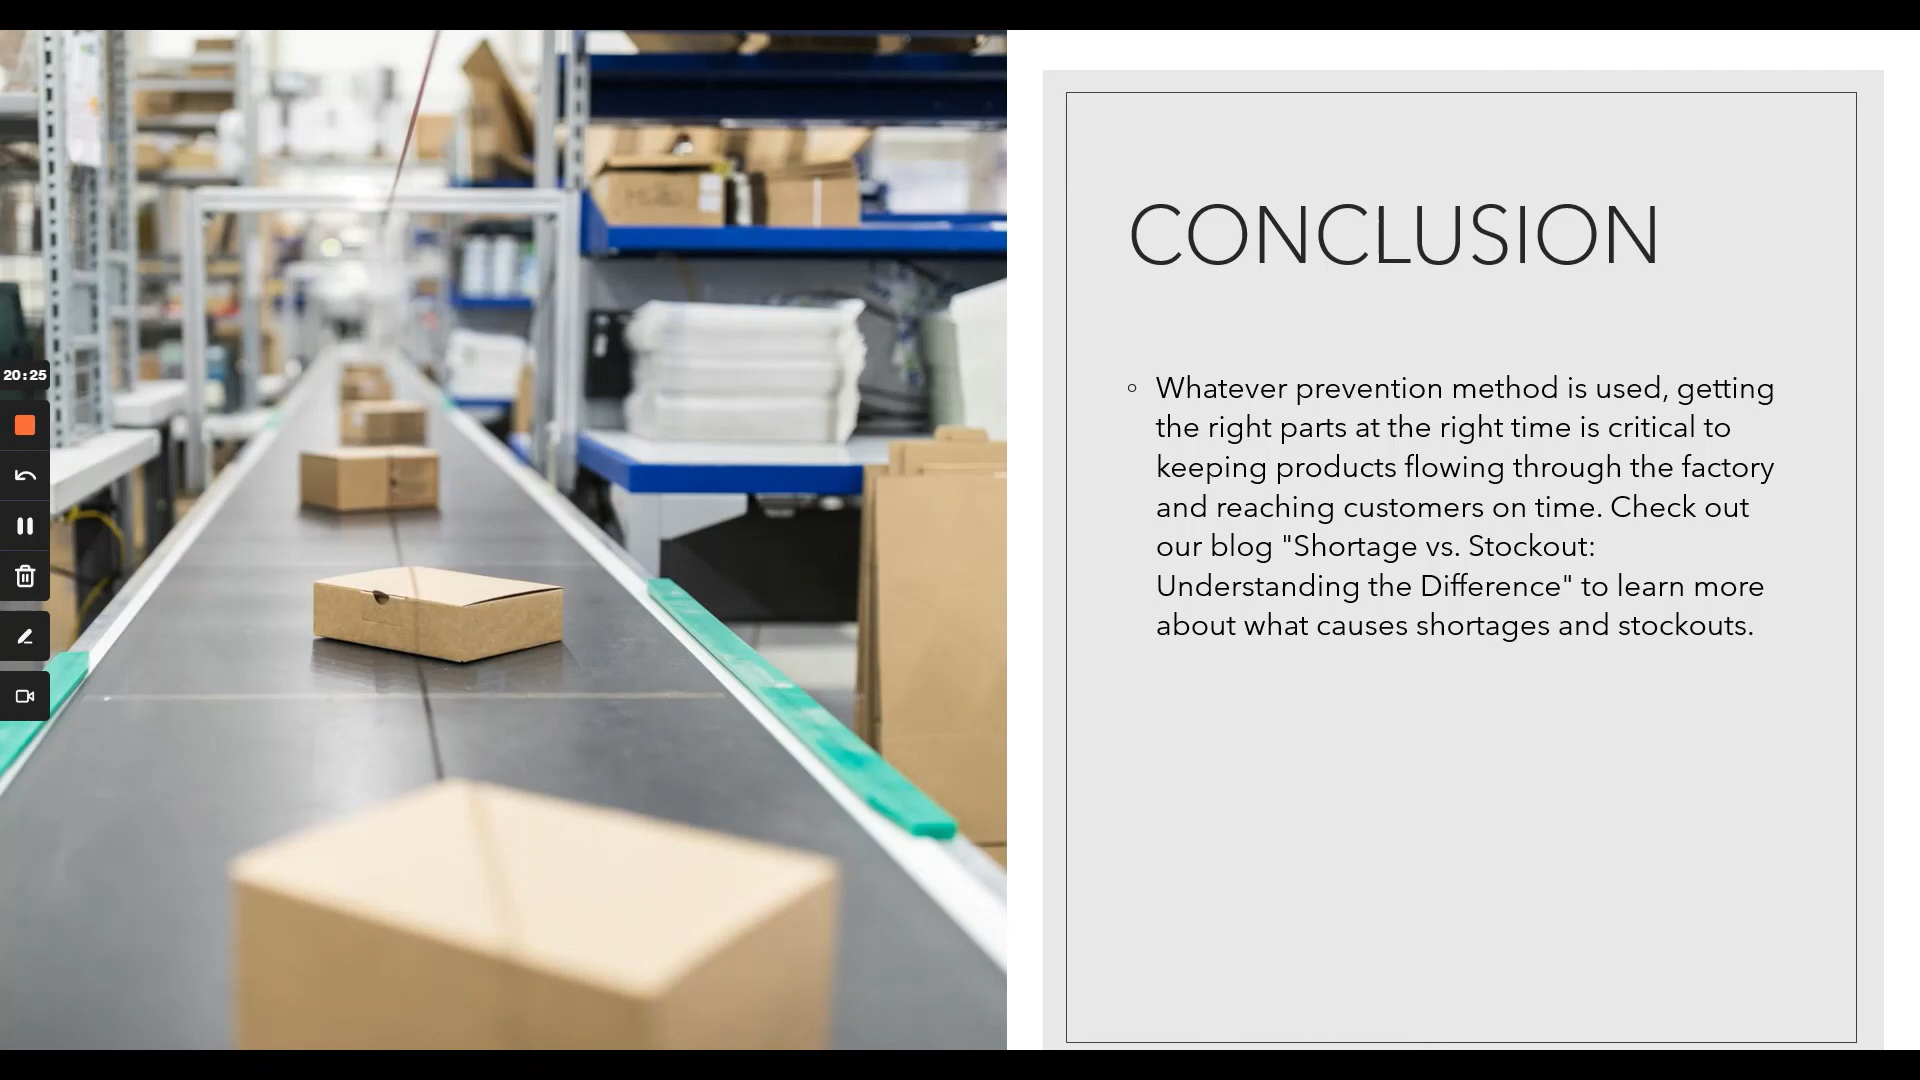 CONCLUSION
20:25
◦ Whatever prevention method is used, getting
the right parts at the right time is critical to
keeping products flowing through the factory
and reaching customers on time. Check out
our blog "Shortage vs. Stockout:
Understanding the Difference" to learn more
about what causes shortages and stockouts.